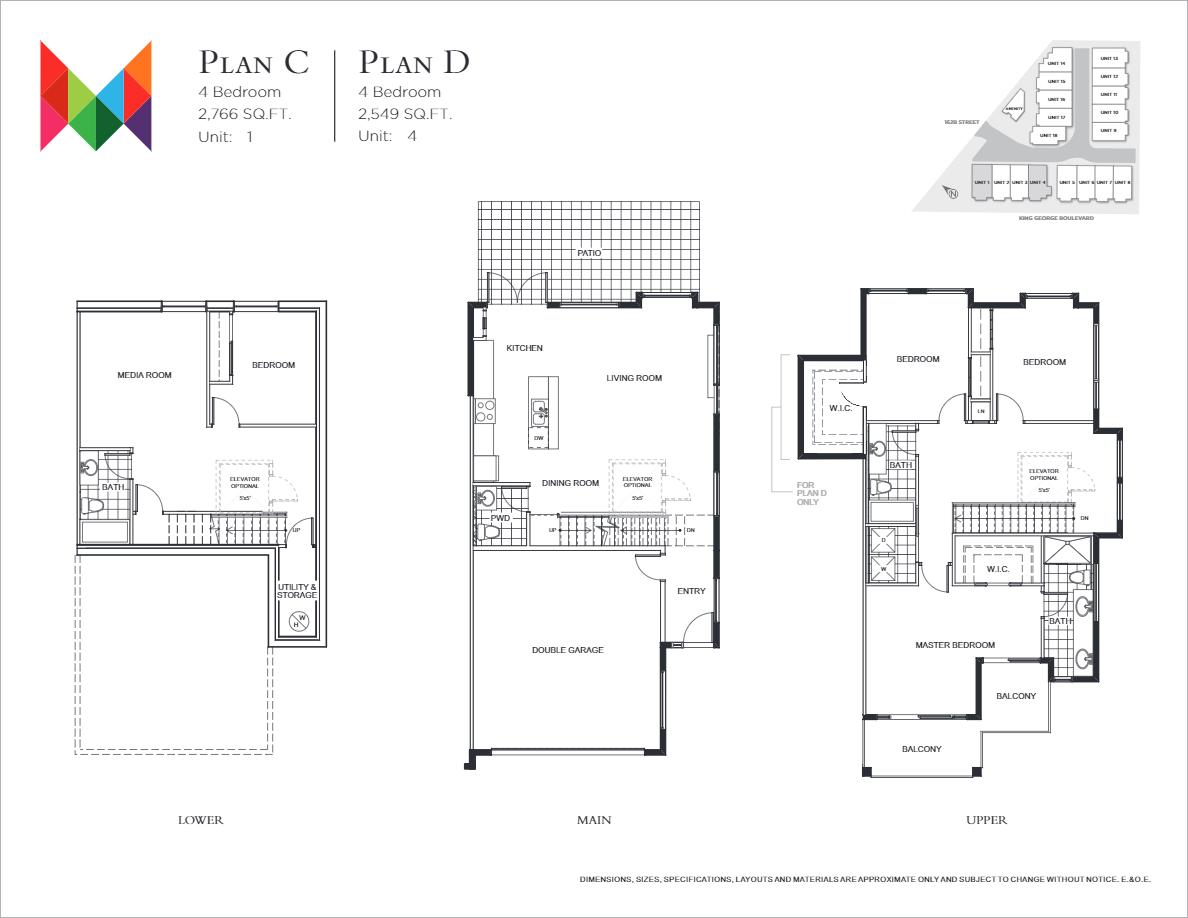 PLAN C
4 Bedroom
2,766 SQ.FT.
Unit: 1
PLAN D
4 Bedroom
2,549 SQ.FT.
Unit: 4
UNIT 14
UNIT 15
UNIT 16
UNIT 17
UNIT 18
UNIT 13
UNIT 12
UNIT 11
UNIT 10
UNIT 9
AMENITY
162B STREET
UNIT 1
UNIT 2
UNIT 3
UNIT 4
UNIT 5
UNIT 6
UNIT 7
UNIT 8
N
KING GEORGE BOULEVARD
MEDIA ROOM
BEDROOM
BATH
ELEVATOR
OPTIONAL
5'x5'
UP
UTILITY &
STORAGE
W
H
LOWER
PATIO
KITCHEN
LIVING ROOM
DW
DINING ROOM
ELEVATOR
OPTIONAL
5'x5'
PWD
UP
DN
ENTRY
DOUBLE GARAGE
MAIN
BEDROOM
BEDROOM
W.I.C.
LN
BATH
ELEVATOR
OPTIONAL
5'x5'
FOR
PLAN D
ONLY
DN
D
W
W.I.C.
BATH
MASTER BEDROOM
BALCONY
BALCONY
UPPER
DIMENSIONS, SIZES, SPECIFICATIONS, LAYOUTS AND MATERIALS ARE APPROXIMATE ONLY AND SUBJECT TO CHANGE WITHOUT NOTICE. E.&O.E.